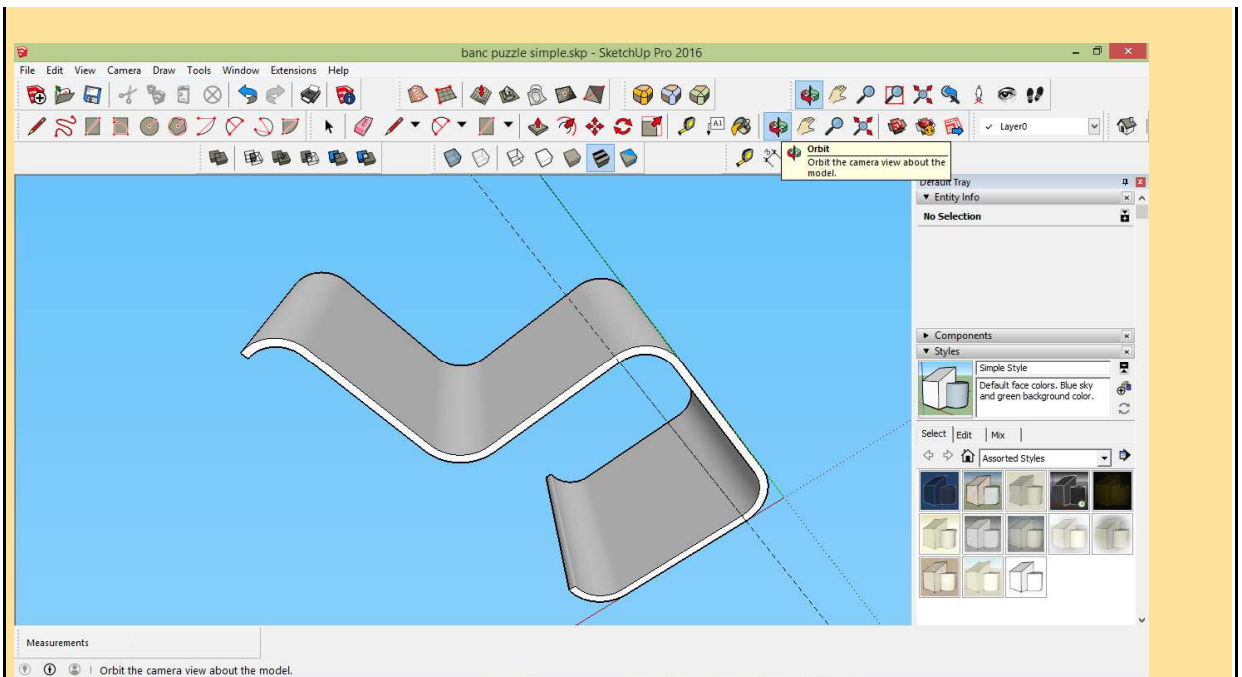 banc puzzle simple.skp - SketchUp Pro 2016
File Edit View Camera Draw Tools Window Extensions Help
A1
Layer0
Orbit
Orbit the camera view about the
model.
Default Tray
Entity Info
No Selection
Components
Styles
Simple Style
Default face colors. Blue sky
and green background color.
Select Edit Mix
Assorted Styles
Measurements
Orbit the camera view about the model.